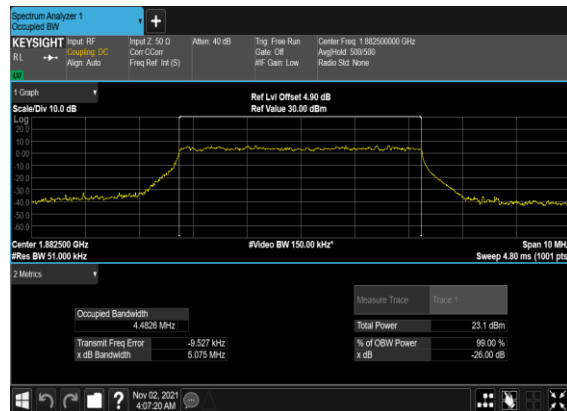 Spectrum Analyzer 1
Occupied BW
KEYSIGHT Input: RF Input Z: 50 Ω Atten: 40 dB Trig: Free Run Center Freq: 1.882500000 GHz
RL Coupling: DC Corr CCorr Gate: Off Avg|Hold: 500/500
Align: Auto Freq Ref: Int (S) #IF Gain: Low Radio Std: None
1 Graph Ref Lvl Offset 4.90 dB
Scale/Div 10.0 dB Ref Value 30.00 dBm
Log
20.0
10.0
0.00
-10.0
-20.0
-30.0
-40.0
-50.0
-60.0
Center 1.882500 GHz #Video BW 150.00 kHz* Span 10 MHz
#Res BW 51.000 kHz Sweep 4.80 ms (1001 pts
2 Metrics
Measure Trace Trace 1
Occupied Bandwidth
4.4826 MHz Total Power 23.1 dBm
Transmit Freq Error -9.527 kHz % of OBW Power 99.00 %
x dB Bandwidth 5.075 MHz x dB -26.00 dB
? Nov 02, 2021
4:07:20 AM